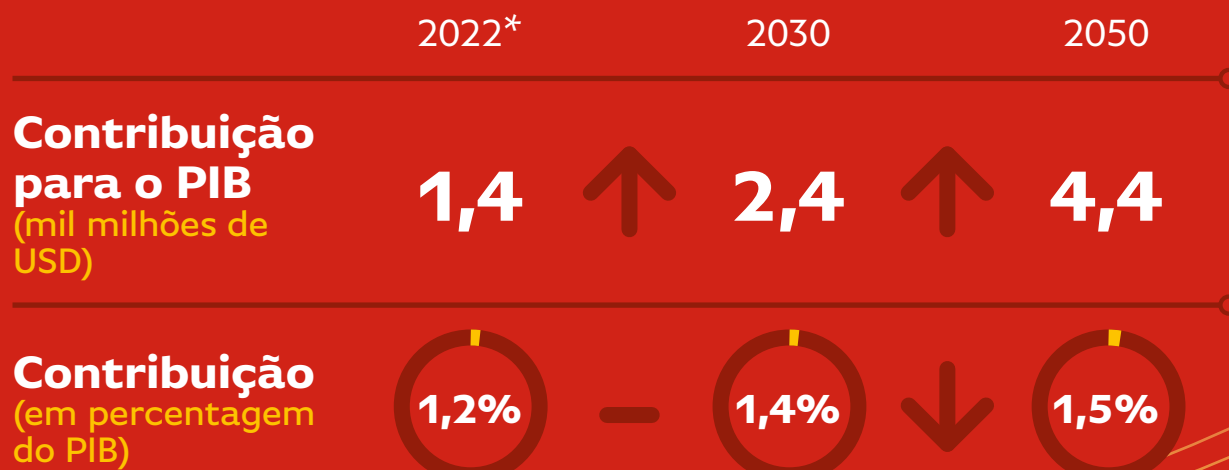 2022* 2030 2050
Contribuição
para o PIB
(mil milhões de
USD)
1,4 2,4 4,4
Contribuição
(em percentagem
do PIB)
1,2% 1,4% 1,5%